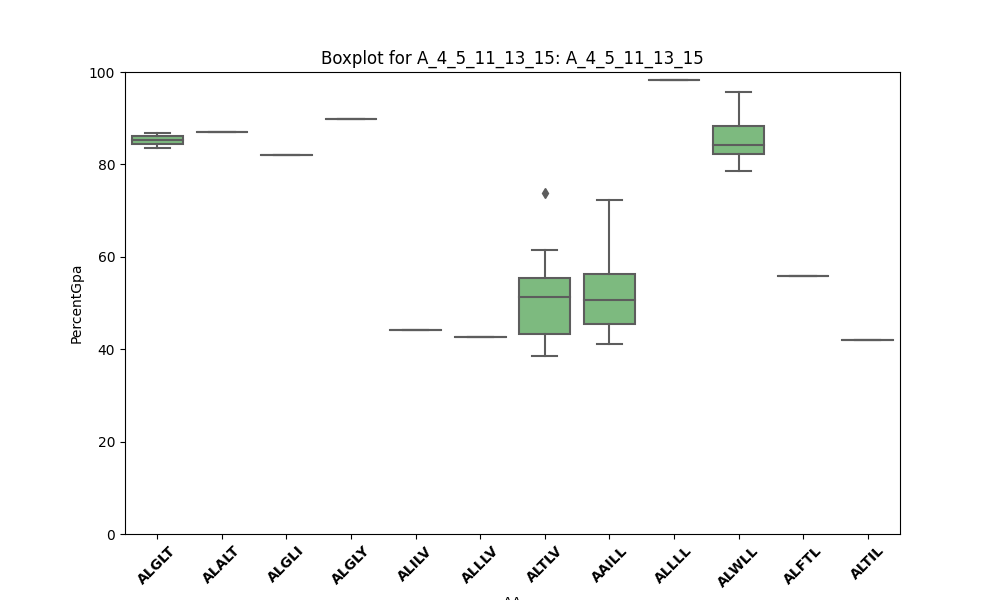 Boxplot for A_4_5_11_13_15: A_4_5_11_13_15
PercentGpa
100
80
60
40
20
0
ALGLT
ALALT
ALGLI
ALGLY
ALILV
ALLLV
ALTLV
AAILL
ALLLL
ALWLL
ALFTL
ALTIL
AA